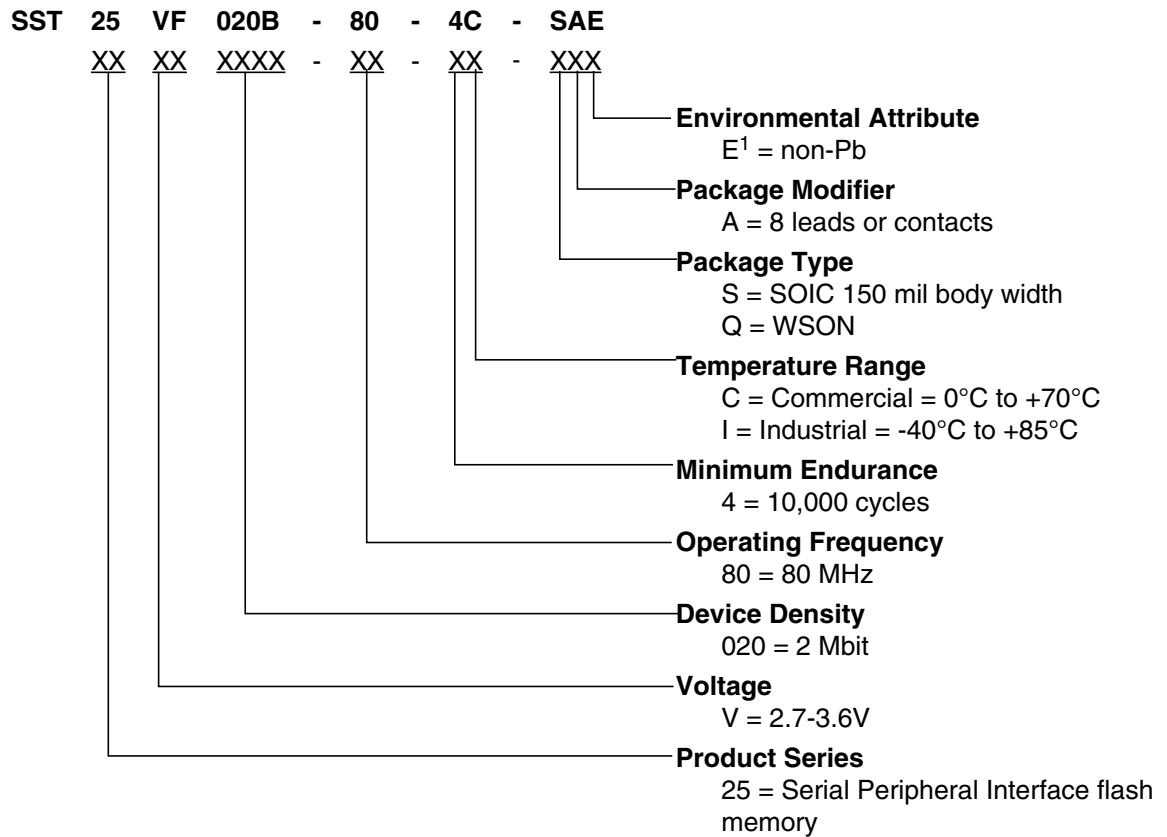 SST 25 VF 020B - 80 - 4C - SAE
XX XX XXXX - XX - XX - XXX
Environmental Attribute
E¹ = non-Pb
Package Modifier
A = 8 leads or contacts
Package Type
S = SOIC 150 mil body width
Q = WSON
Temperature Range
C = Commercial = 0°C to +70°C
I = Industrial = -40°C to +85°C
Minimum Endurance
4 = 10,000 cycles
Operating Frequency
80 = 80 MHz
Device Density
020 = 2 Mbit
Voltage
V = 2.7-3.6V
Product Series
25 = Serial Peripheral Interface flash
memory